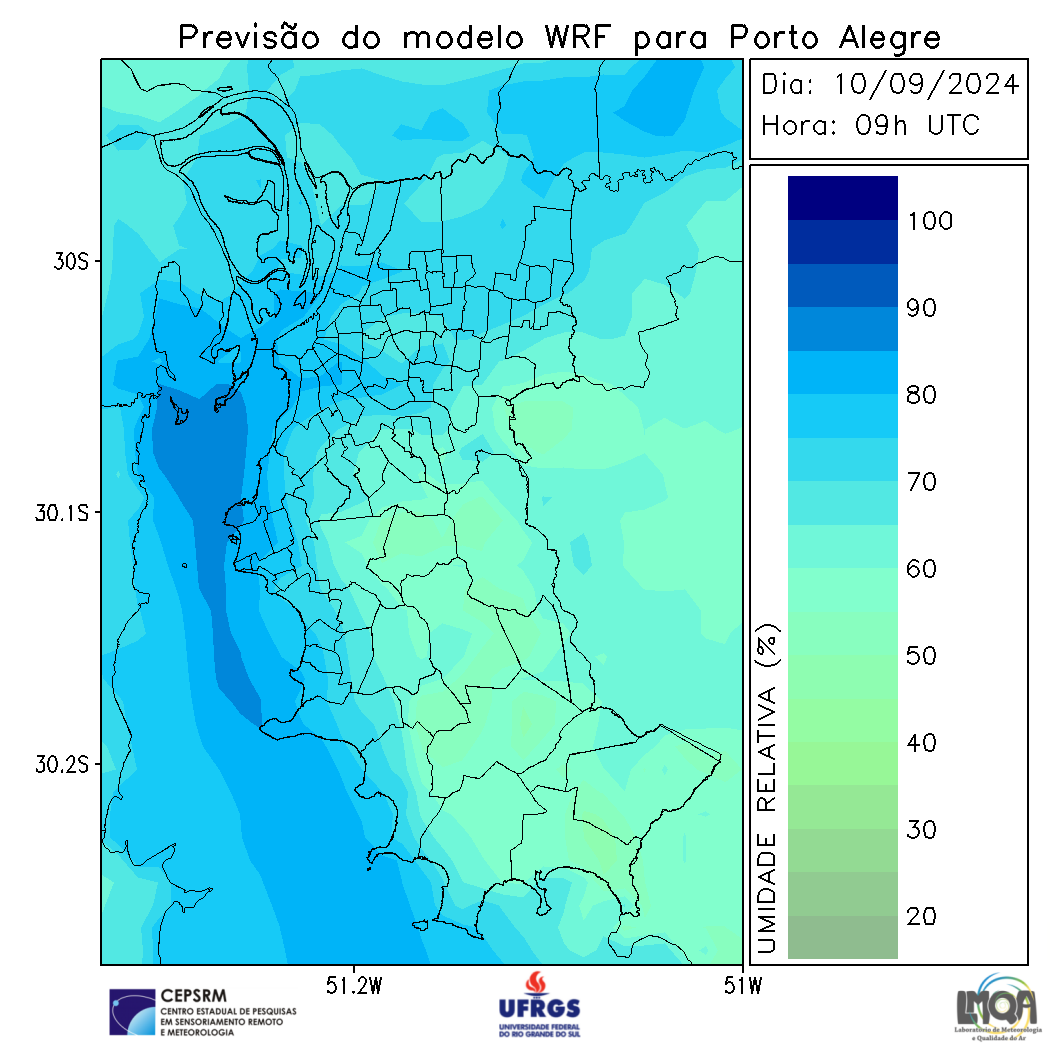 Previsão do modelo WRF para Porto Alegre
Dia: 10/09/2024
Hora: 09h UTC
100
90
80
70
60
50
40
30
20
UMIDADE RELATIVA (%)
30S
30.1S
30.2S
51.2W
51W
CEPSRM
CENTRO ESTADUAL DE PESQUISAS
EM SENSORIAMENTO REMOTO
E METEOROLOGIA
UFRGS
UNIVERSIDADE FEDERAL
DO RIO GRANDE DO SUL
LMQA
Laboratório de Meteorologia
e Qualidade do Ar